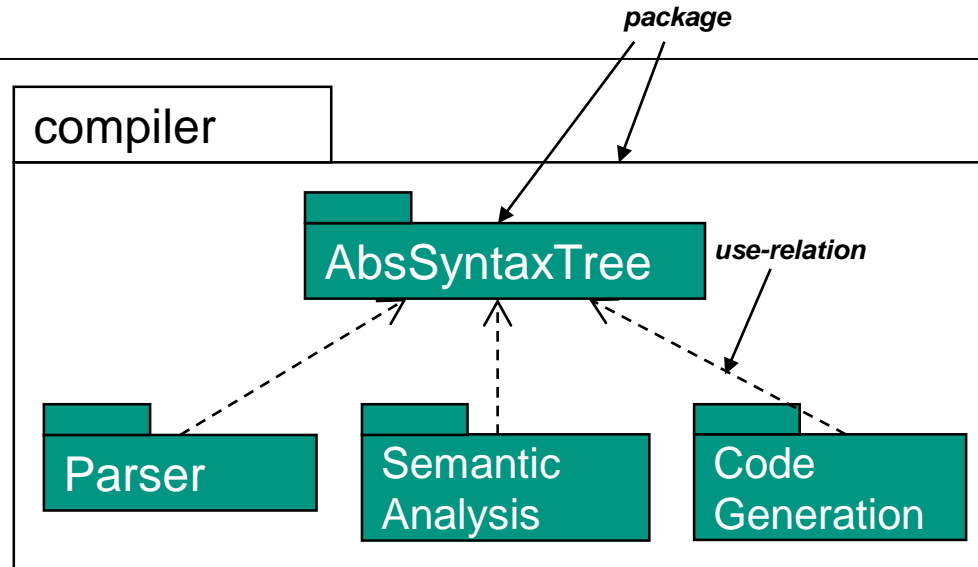 package
compiler
AbsSyntaxTree
use-relation
Parser
Semantic
Analysis
Code
Generation